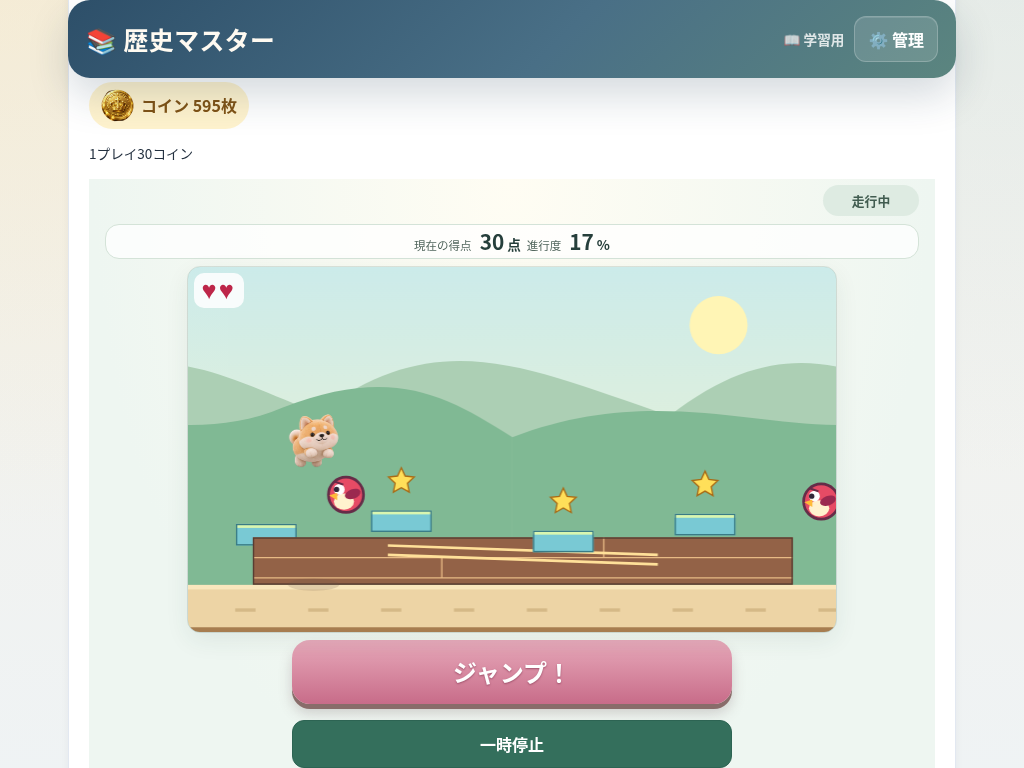 📚 歴史マスター
📖 学習用
⚙️ 管理
コイン 595枚
1プレイ30コイン
走行中
現在の得点 30 点 進行度 17 %
♥♥
ジャンプ！
一時停止